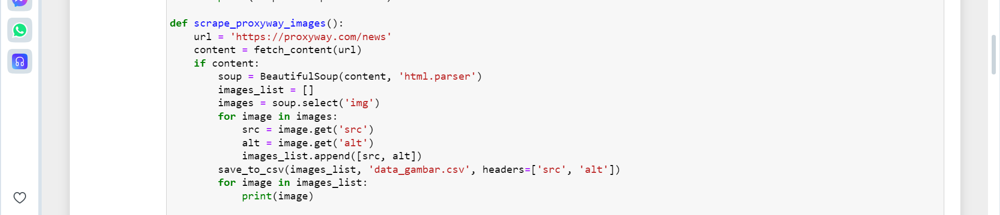 def scrape_proxyway_images():
    url = 'https://proxyway.com/news'
    content = fetch_content(url)
    if content:
        soup = BeautifulSoup(content, 'html.parser')
        images_list = []
        images = soup.select('img')
        for image in images:
            src = image.get('src')
            alt = image.get('alt')
            images_list.append([src, alt])
        save_to_csv(images_list, 'data_gambar.csv', headers=['src', 'alt'])
        for image in images_list:
            print(image)